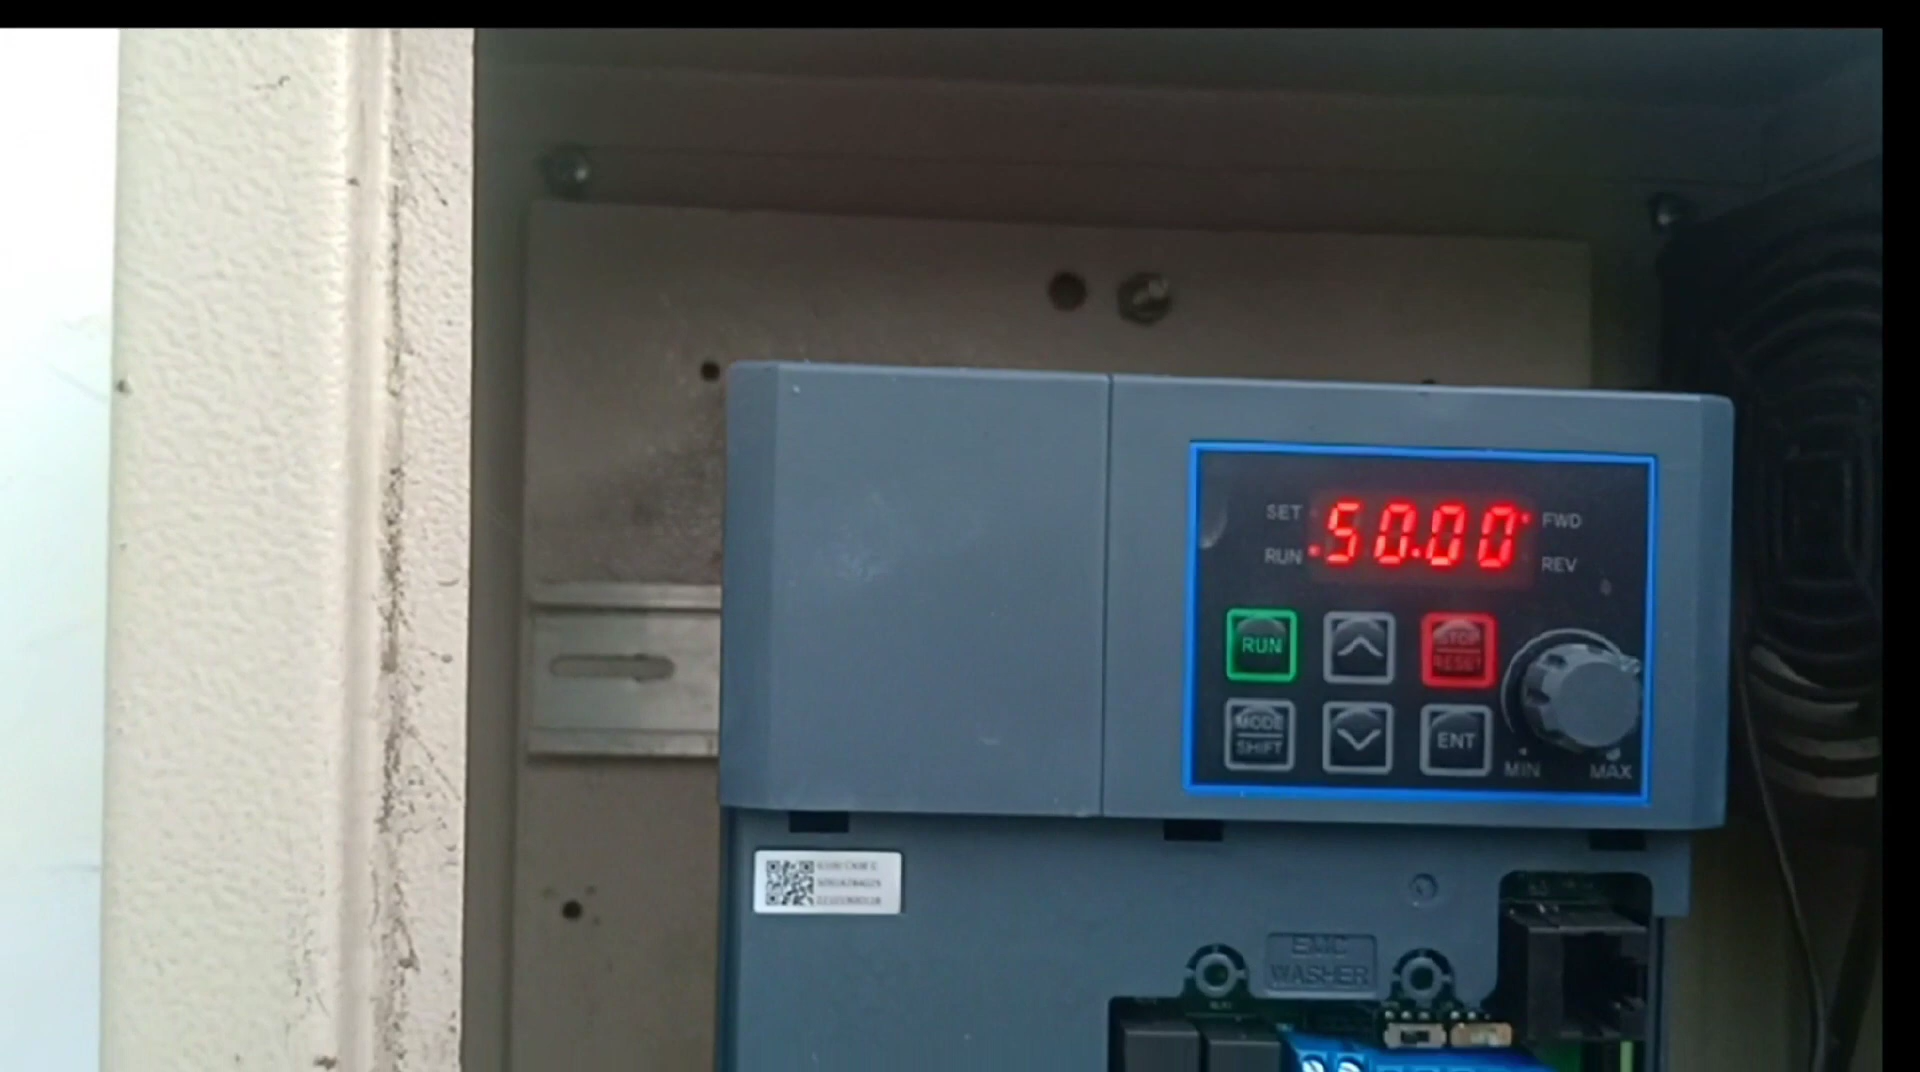 SET 50.00 FWD
RUN REV
RUN STOP
RESET
MODE
SHIFT ENT
MIN MAX
EMC
WASHER